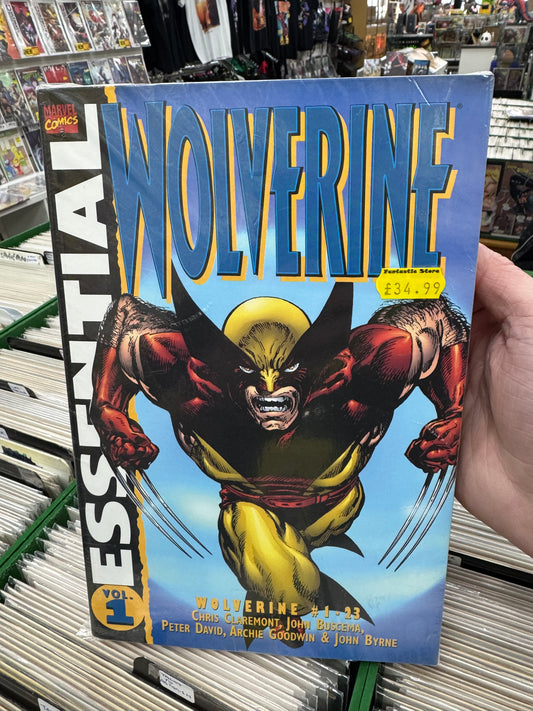 MARVEL
COMICS
ESSENTIAL
VOL.
1
WOLVERINE
Fantastic Store
£34.99
WOLVERINE #1-23
CHRIS CLAREMONT, JOHN BUSCEMA,
PETER DAVID, ARCHIE GOODWIN & JOHN BYRNE